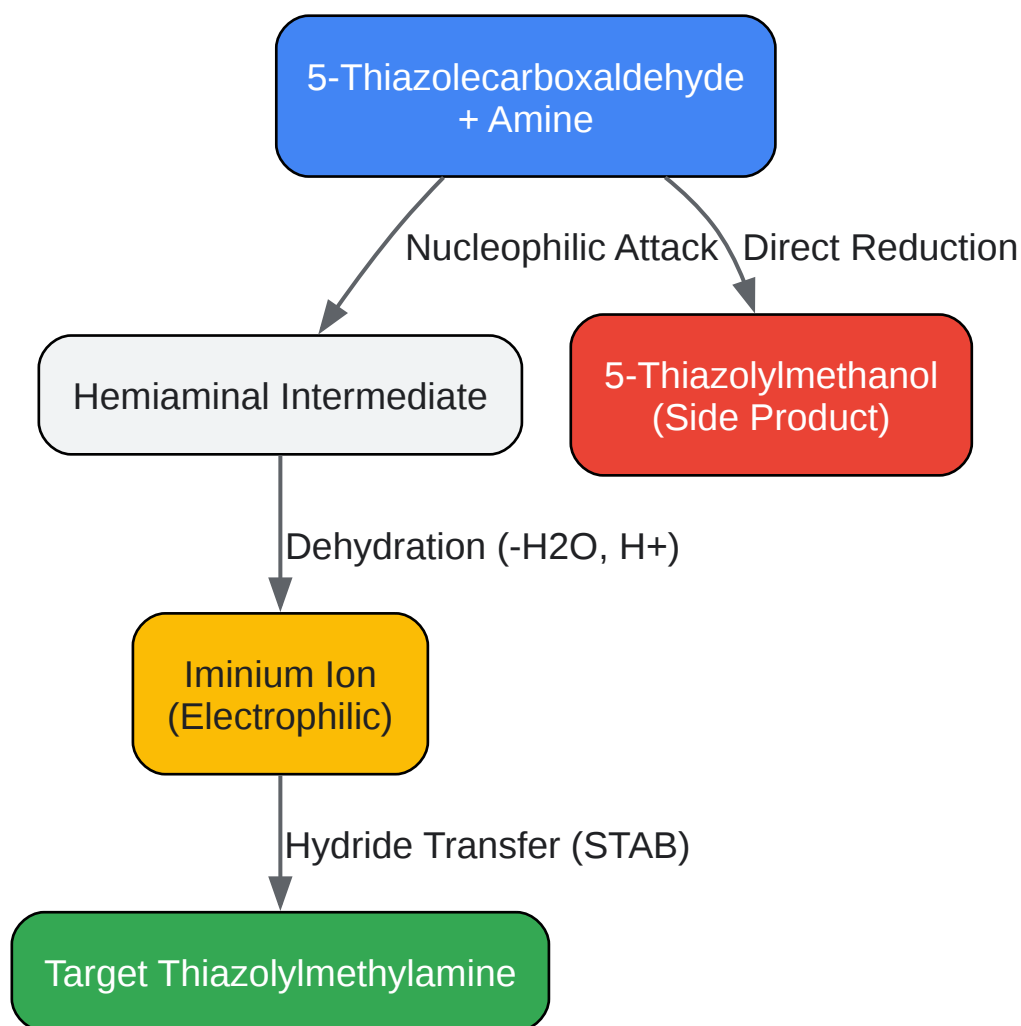 5-Thiazolecarboxaldehyde
+ Amine
Nucleophilic Attack
Direct Reduction
Hemiaminal Intermediate
5-Thiazolylmethanol
(Side Product)
Dehydration (-H2O, H+)
Iminium Ion
(Electrophilic)
Hydride Transfer (STAB)
Target Thiazolylmethylamine